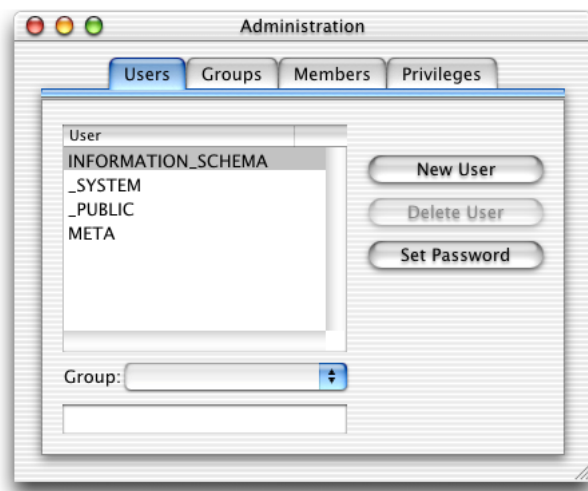 Administration
Users Groups Members Privileges
User
INFORMATION_SCHEMA
_SYSTEM
_PUBLIC
META
New User
Delete User
Set Password
Group: